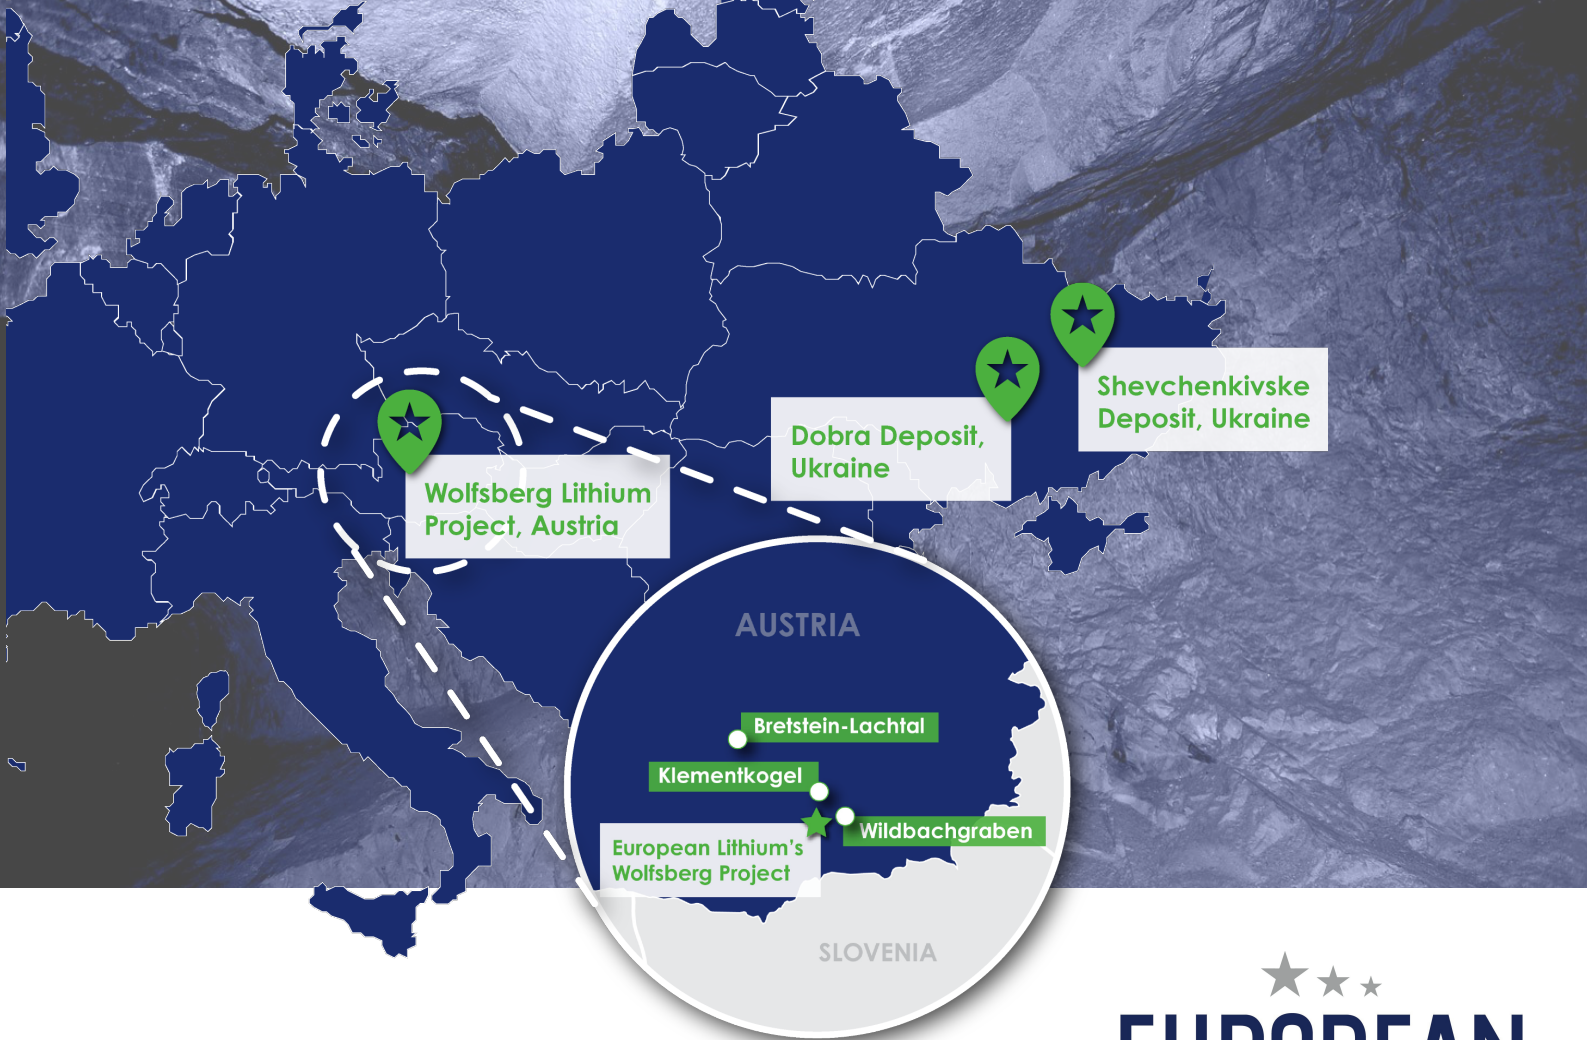 Shevchenkivske
Deposit, Ukraine
Dobra Deposit,
Ukraine
Wolfsberg Lithium
Project, Austria
AUSTRIA
Bretstein-Lachtal
Klementkogel
Wildbachgraben
European Lithium's
Wolfsberg Project
SLOVENIA
EUROPEAN